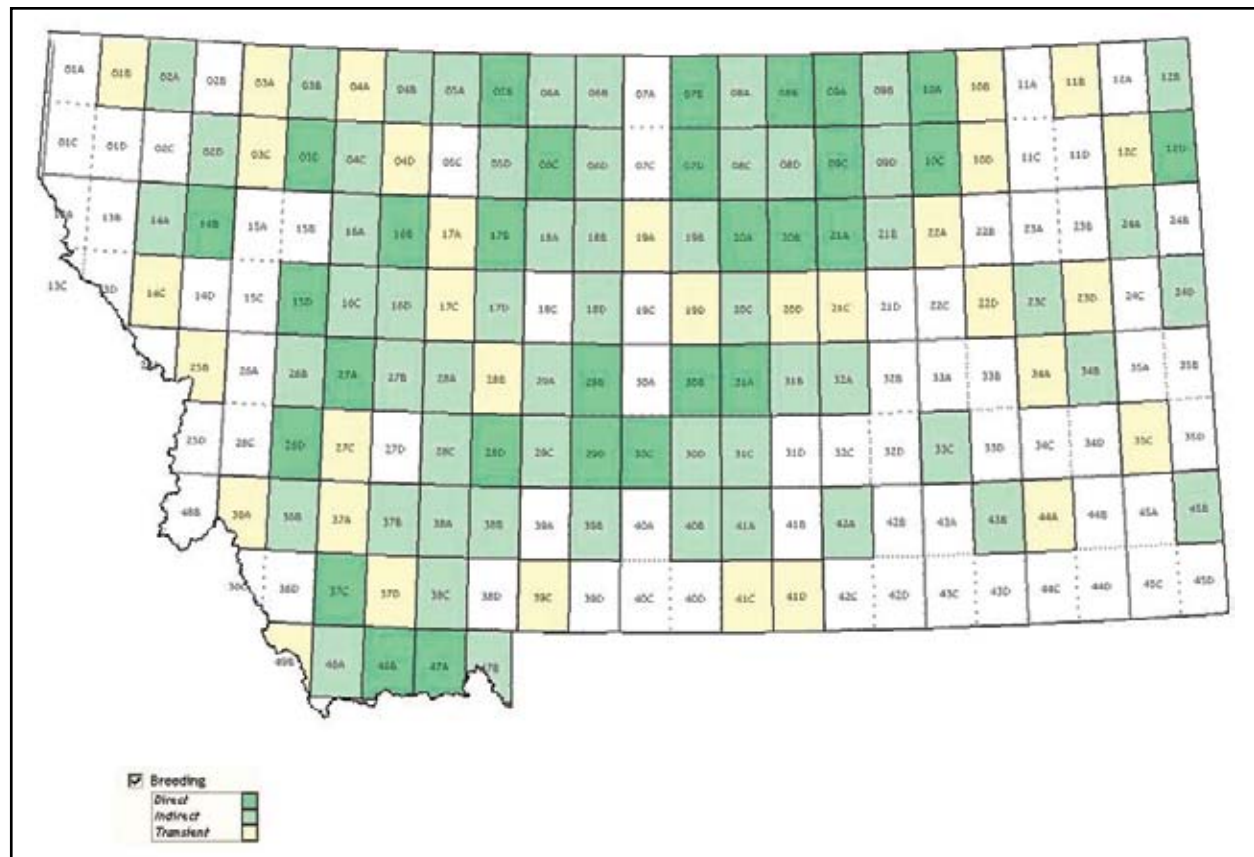 01A 01B 02A 02B 03A 03B 04A 04B 05A 05B 06A 06B 07A 07B 08A 08B 09A 09B 10A 10B 11A 11B 12A 12B
01C 01D 02C 02D 03C 03D 04C 04D 05C 05D 06C 06D 07C 07D 08C 08D 09C 09D 10C 10D 11C 11D 12C 12D
13B 14A 14B 15A 15B 16A 16B 17A 17B 18A 18B 19A 19B 20A 20B 21A 21B 22A 22B 23A 23B 24A 24B
13C 14C 14D 15C 15D 16C 16D 17C 17D 18C 18D 19C 19D 20C 20D 21C 21D 22C 22D 23C 23D 24C 24D
25B 26A 26B 27A 27B 28A 28B 29A 29B 30A 30B 31A 31B 32A 32B 33A 33B 34A 34B 35A 35B
25D 26C 26D 27C 27D 28C 28D 29C 29D 30C 30D 31C 31D 32C 32D 33C 33D 34C 34D 35C 35D
48B 36A 36B 37A 37B 38A 38B 39A 39B 40A 40B 41A 41B 42A 42B 43A 43B 44A 44B 45A 45B
36D 37C 37D 38C 38D 39C 39D 40C 40D 41C 41D 42C 42D 43C 43D 44C 44D 45C 45D
49B 46A 46B 47A 47B
Breeding
Direct
Indirect
Transient